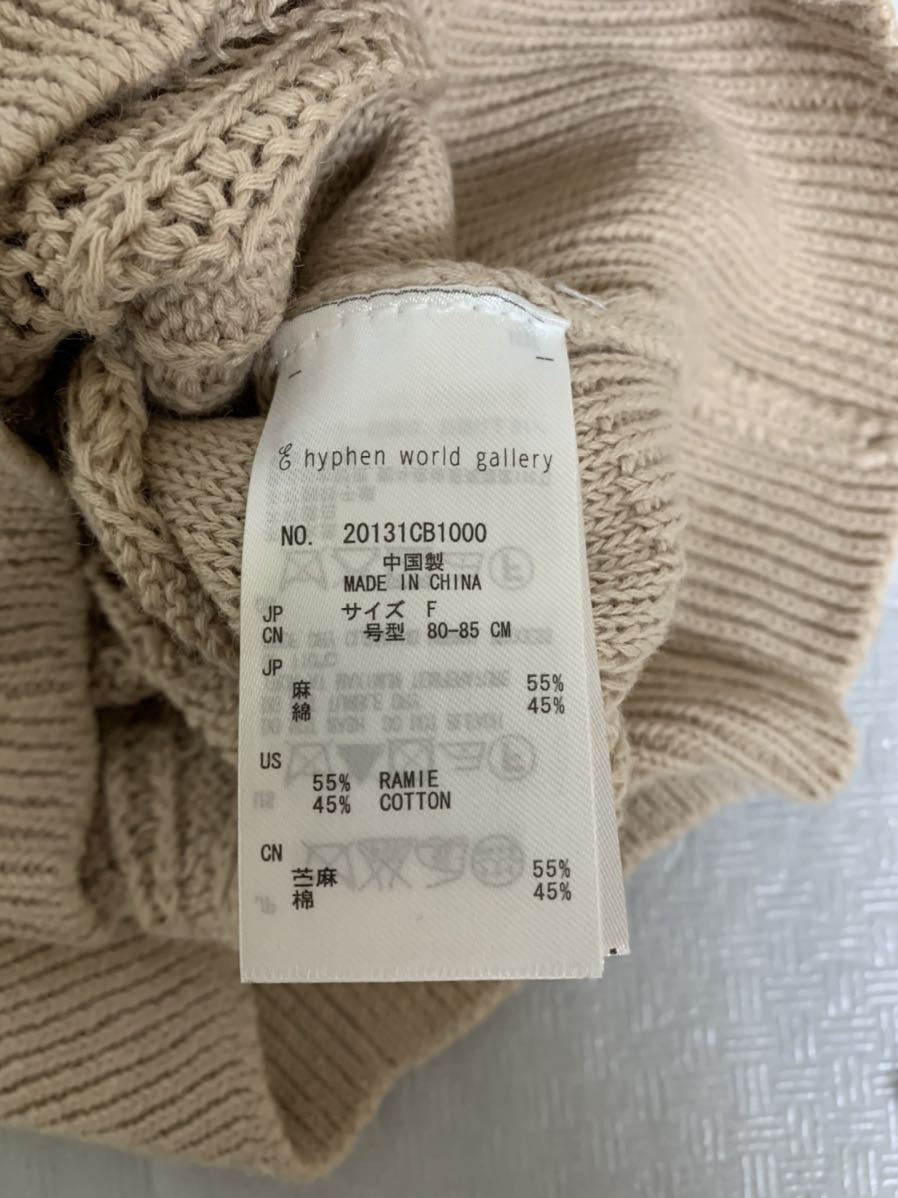 E hyphen world gallery
NO. 20131CB1000
中国製
MADE IN CHINA
JP サイズ F
CN 号型 80-85 CM
JP
麻 55%
綿 45%
US
55% RAMIE
45% COTTON
CN
苎麻 55%
棉 45%